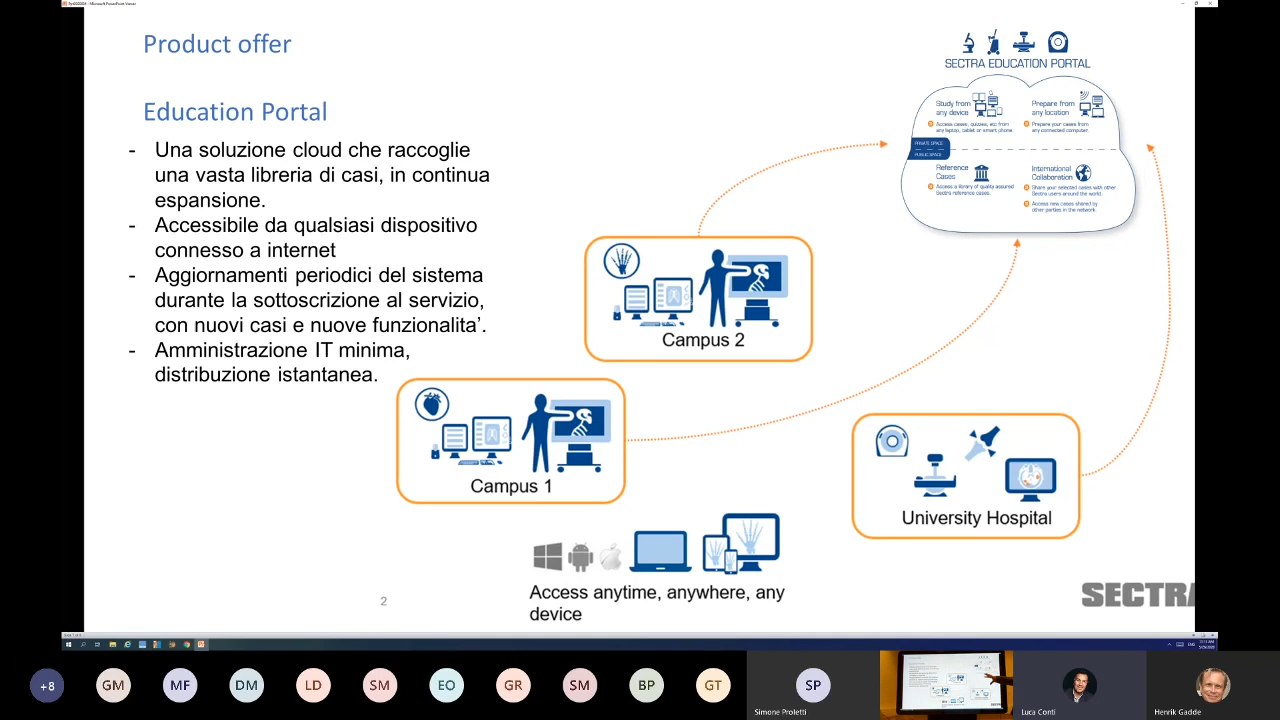 Product offer
Education Portal
- Una soluzione cloud che raccoglie
una vasta libreria di casi, in continua
espansione.
- Accessibile da qualsiasi dispositivo
connesso a internet
- Aggiornamenti periodici del sistema
durante la sottoscrizione al servizio,
con nuovi casi e nuove funzionalita'.
- Amministrazione IT minima,
distribuzione istantanea.
SECTRA EDUCATION PORTAL
Study from
any device
Access cases, quizzes, etc from
any laptop, tablet or smart phone
Prepare from
any location
Prepare your cases from
any connected computer.
PRIVATE SPACE
PUBLIC SPACE
Reference
Cases
Access a library of quality assured
Sectra reference cases.
International
Collaboration
Share your selected cases with other
Sectra users around the world.
Access new cases shared by
other parties in the network.
Campus 2
Campus 1
University Hospital
Access anytime, anywhere, any
device
2
SECTRA
+8
GM
MF
DM
LD
SM
EO
GR
SM
BP
GT
SP
Simone Proletti
Luca Conti
Henrik Gadde